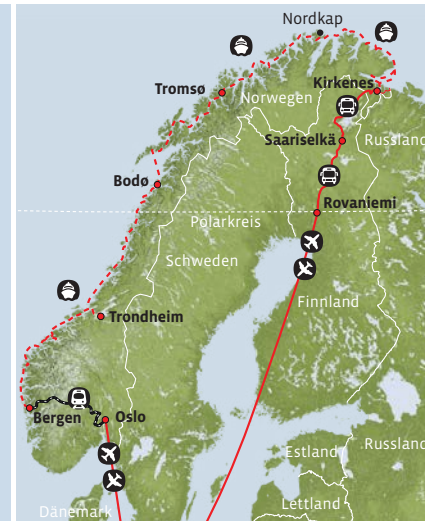 Nordkap
Kirkenes
Tromsø
Norwegen
Russland
Saariselkä
Bodø
Rovaniemi
Polarkreis
Schweden
Finnland
Trondheim
Bergen
Oslo
Estland
Russland
Dänemark
Lettland